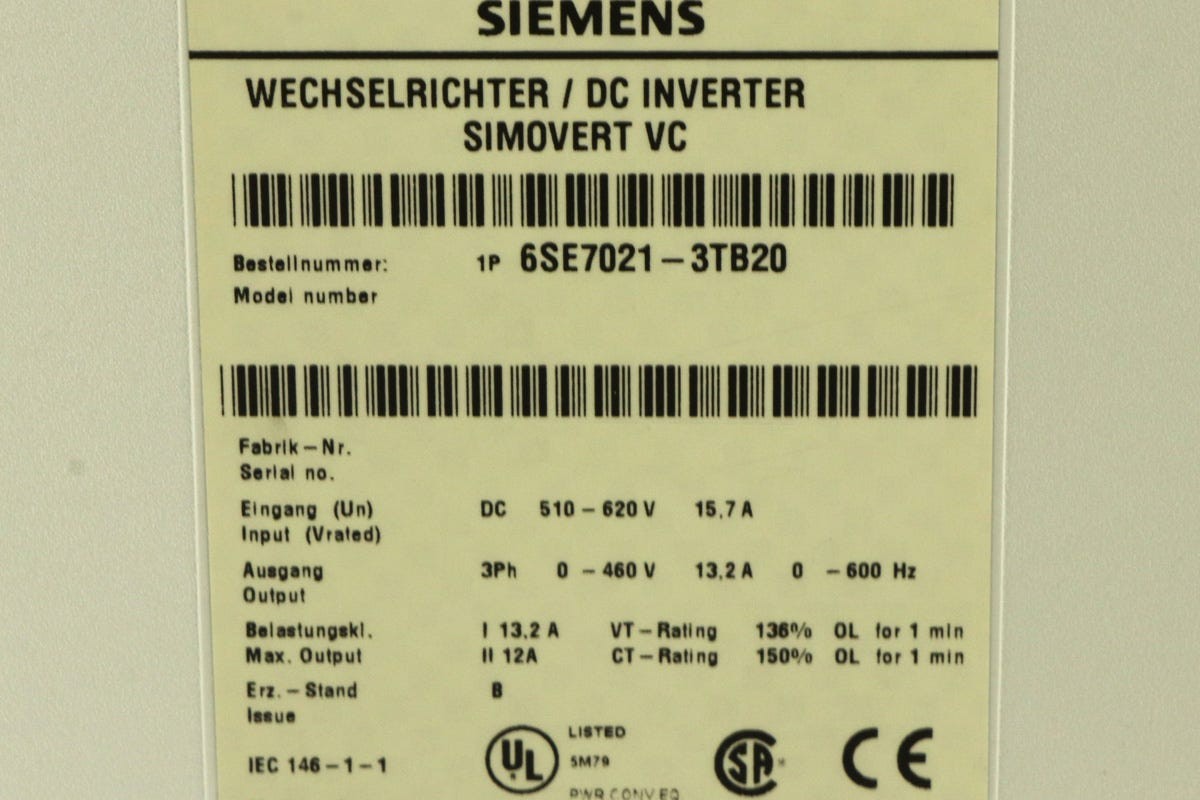 SIEMENS
WECHSELRICHTER / DC INVERTER
SIMOVERT VC
Bestellnummer: 1P 6SE7021-3TB20
Model number
Fabrik-Nr.
Serial no.
Eingang (Un) DC 510-620 V 15,7 A
Input (Vrated)
Ausgang 3Ph 0 -460 V 13,2 A 0 -600 Hz
Output
Belastungskl. I 13,2 A VT-Rating 136% OL for 1 min
Max. Output II 12A CT-Rating 150% OL for 1 min
Erz.-Stand B
Issue
IEC 146-1-1
UL LISTED
5M79
PWR CONV.EQ.
SA
CE